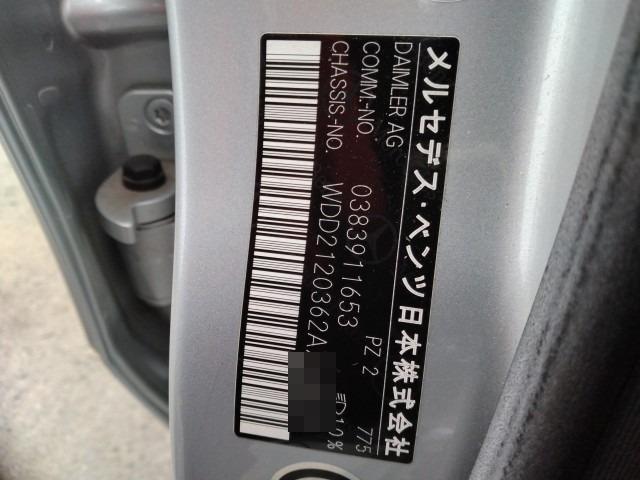 メルセデス・ベンツ日本株式会社
DAIMLER AG 775
COMM.-NO. 0383911653 PZ 2
CHASSIS.-NO. WDD2120362A